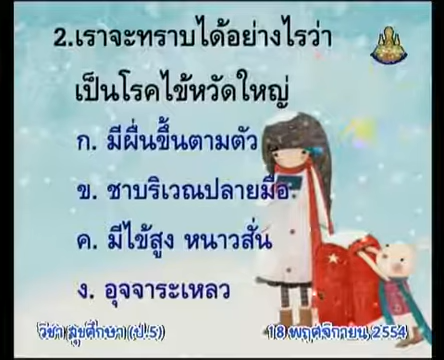 2.เราจะทราบได้อย่างไรว่า
เป็นโรคไข้หวัดใหญ่
ก. มีผื่นขึ้นตามตัว
ข. ชาบริเวณปลายมือ
ค. มีไข้สูง หนาวสั่น
ง. อุจจาระเหลว
วิชา สุขศึกษา (ป.5)
18 พฤศจิกายน 2554